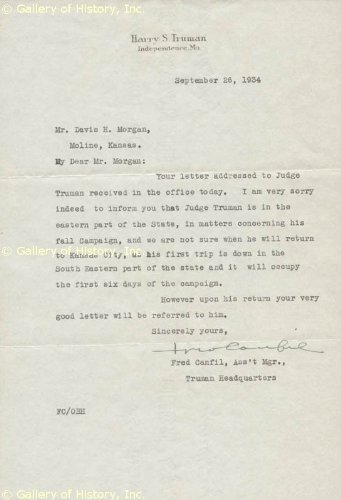 © Gallery of History, Inc.
Harry S. Truman
Independence, Mo.
September 26, 1934
Mr. Davis H. Morgan,
Moline, Kansas.
My Dear Mr. Morgan:
Your letter addressed to Judge
Truman received in the office today. I am very sorry
indeed to inform you that Judge Truman is in the
eastern part of the State, in matters concerning his
fall Campaign, and we are not sure when he will return
© Gallery of History, Inc.
to Kansas City, as his first trip is down in the
South Eastern part of the state and it will occupy
the first six days of the campaign.
However upon his return your very
good letter will be referred to him.
Sincerely yours,
Fred Canfil
Fred Canfil, Ass't Mgr.,
Truman Headquarters
FC/OEH
© Gallery of History, Inc.